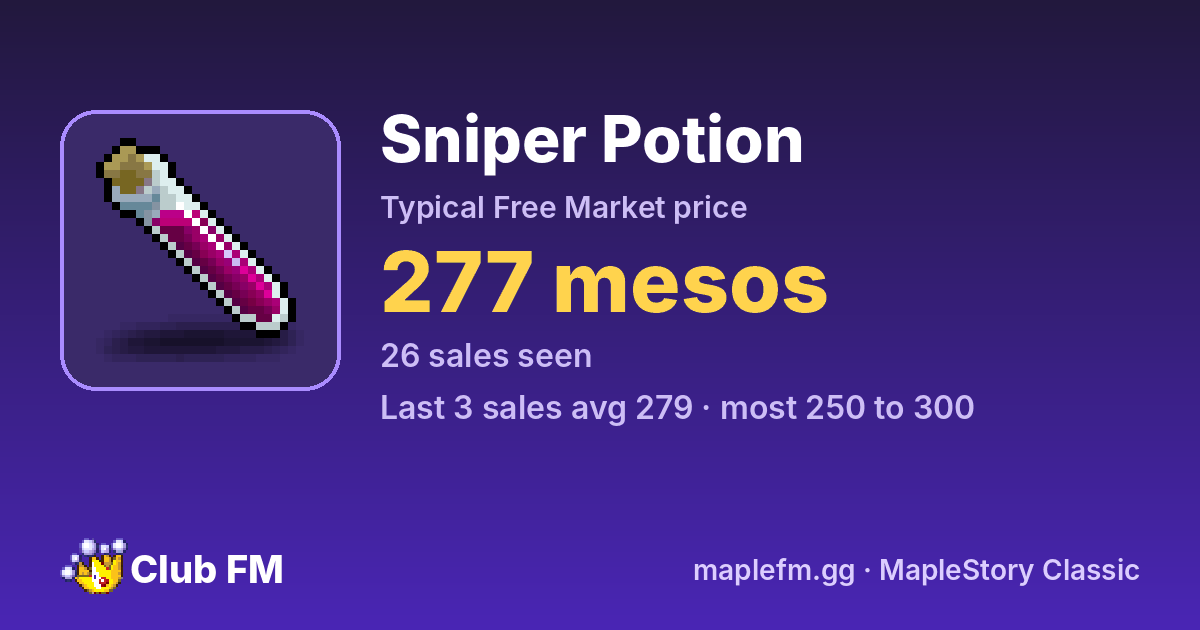 Sniper Potion
Typical Free Market price
277 mesos
26 sales seen
Last 3 sales avg 279 · most 250 to 300
Club FM
maplefm.gg · MapleStory Classic